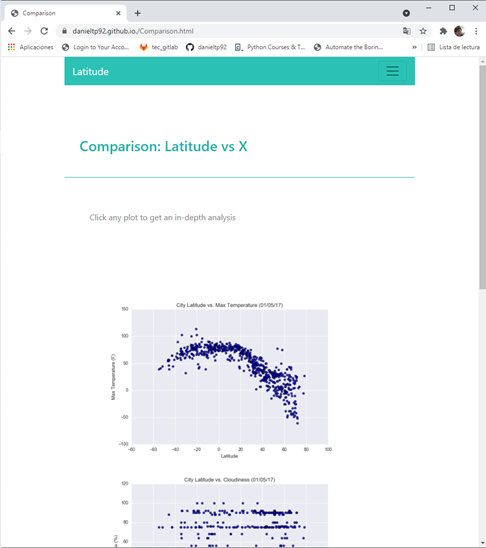 Comparison
danieltp92.github.io./Comparison.html
Aplicaciones Login to Your Acco... tec_gitlab danieltp92 Python Courses & T... Automate the Borin... » Lista de lectura
Latitude
Comparison: Latitude vs X
Click any plot to get an in-depth analysis
City Latitude vs. Max Temperature (01/05/17)
150
100
50
0
−50
−100
Max Temperature (F)
−80 −60 −40 −20 0 20 40 60 80 100
Latitude
City Latitude vs. Cloudiness (01/05/17)
120
100
80
60
(%)